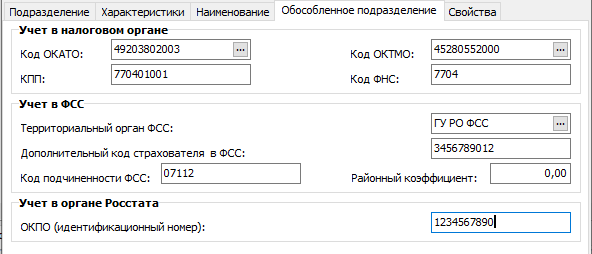 Подразделение Характеристики Наименование Обособленное подразделение Свойства
Учет в налоговом органе
Код ОКАТО: 49203802003 ... Код ОКТМО: 45280552000 ...
КПП: 770401001 Код ФНС: 7704
Учет в ФСС
Территориальный орган ФСС: ГУ РО ФСС ...
Дополнительный код страхователя в ФСС: 3456789012
Код подчиненности ФСС: 07112 Районный коэффициент: 0,00
Учет в органе Росстата
ОКПО (идентификационный номер): 1234567890